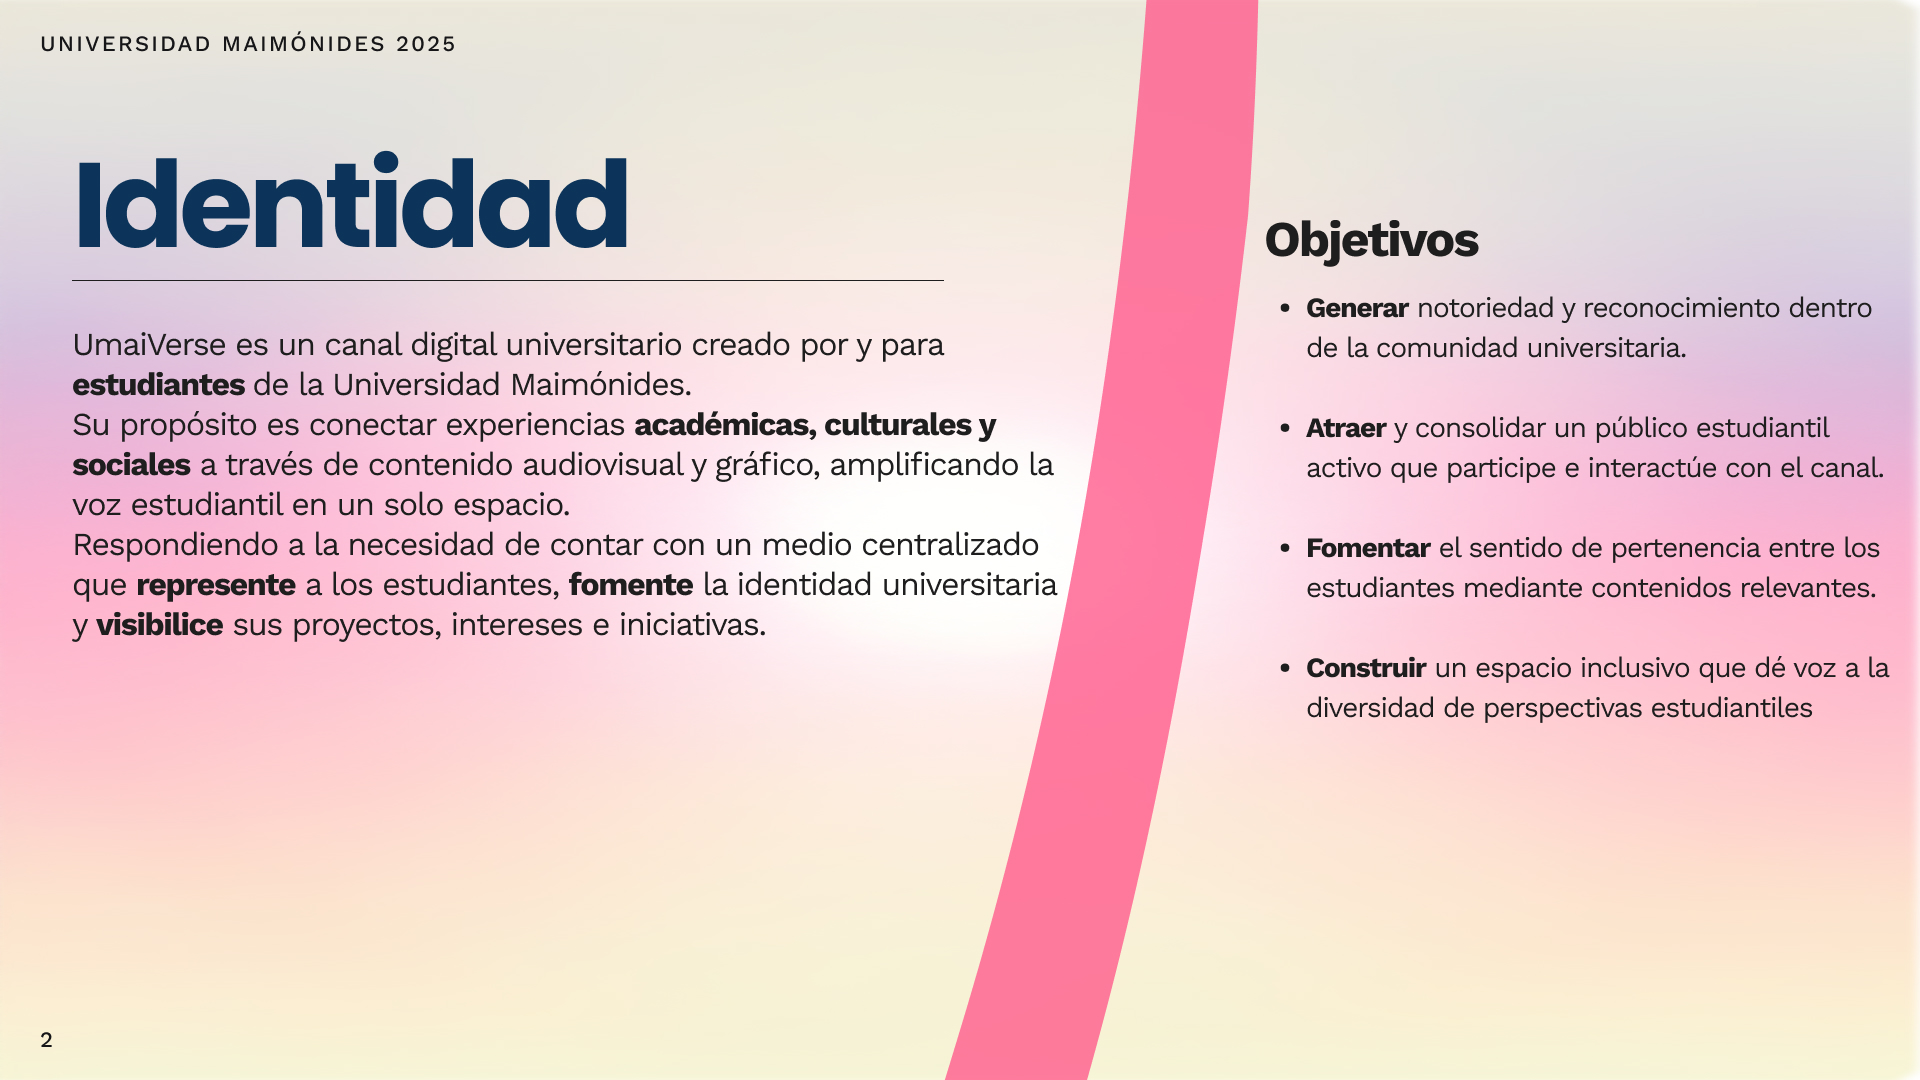 UNIVERSIDAD MAIMÓNIDES 2025
Identidad
UmaiVerse es un canal digital universitario creado por y para
estudiantes de la Universidad Maimónides.
Su propósito es conectar experiencias académicas, culturales y
sociales a través de contenido audiovisual y gráfico, amplificando la
voz estudiantil en un solo espacio.
Respondiendo a la necesidad de contar con un medio centralizado
que represente a los estudiantes, fomente la identidad universitaria
y visibilice sus proyectos, intereses e iniciativas.
Objetivos
• Generar notoriedad y reconocimiento dentro
de la comunidad universitaria.
• Atraer y consolidar un público estudiantil
activo que participe e interactúe con el canal.
• Fomentar el sentido de pertenencia entre los
estudiantes mediante contenidos relevantes.
• Construir un espacio inclusivo que dé voz a la
diversidad de perspectivas estudiantiles
2